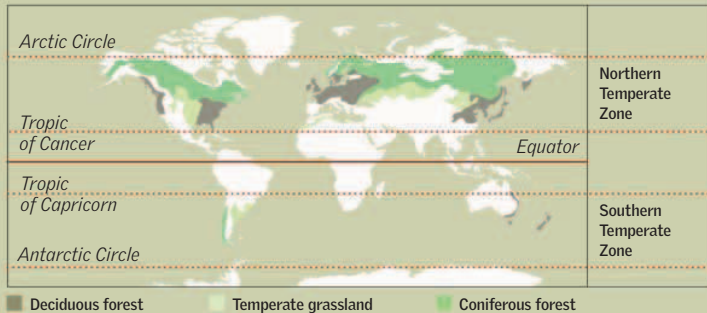 Arctic Circle
Northern
Temperate
Zone
Tropic
of Cancer
Equator
Tropic
of Capricorn
Southern
Temperate
Zone
Antarctic Circle
Deciduous forest
Temperate grassland
Coniferous forest